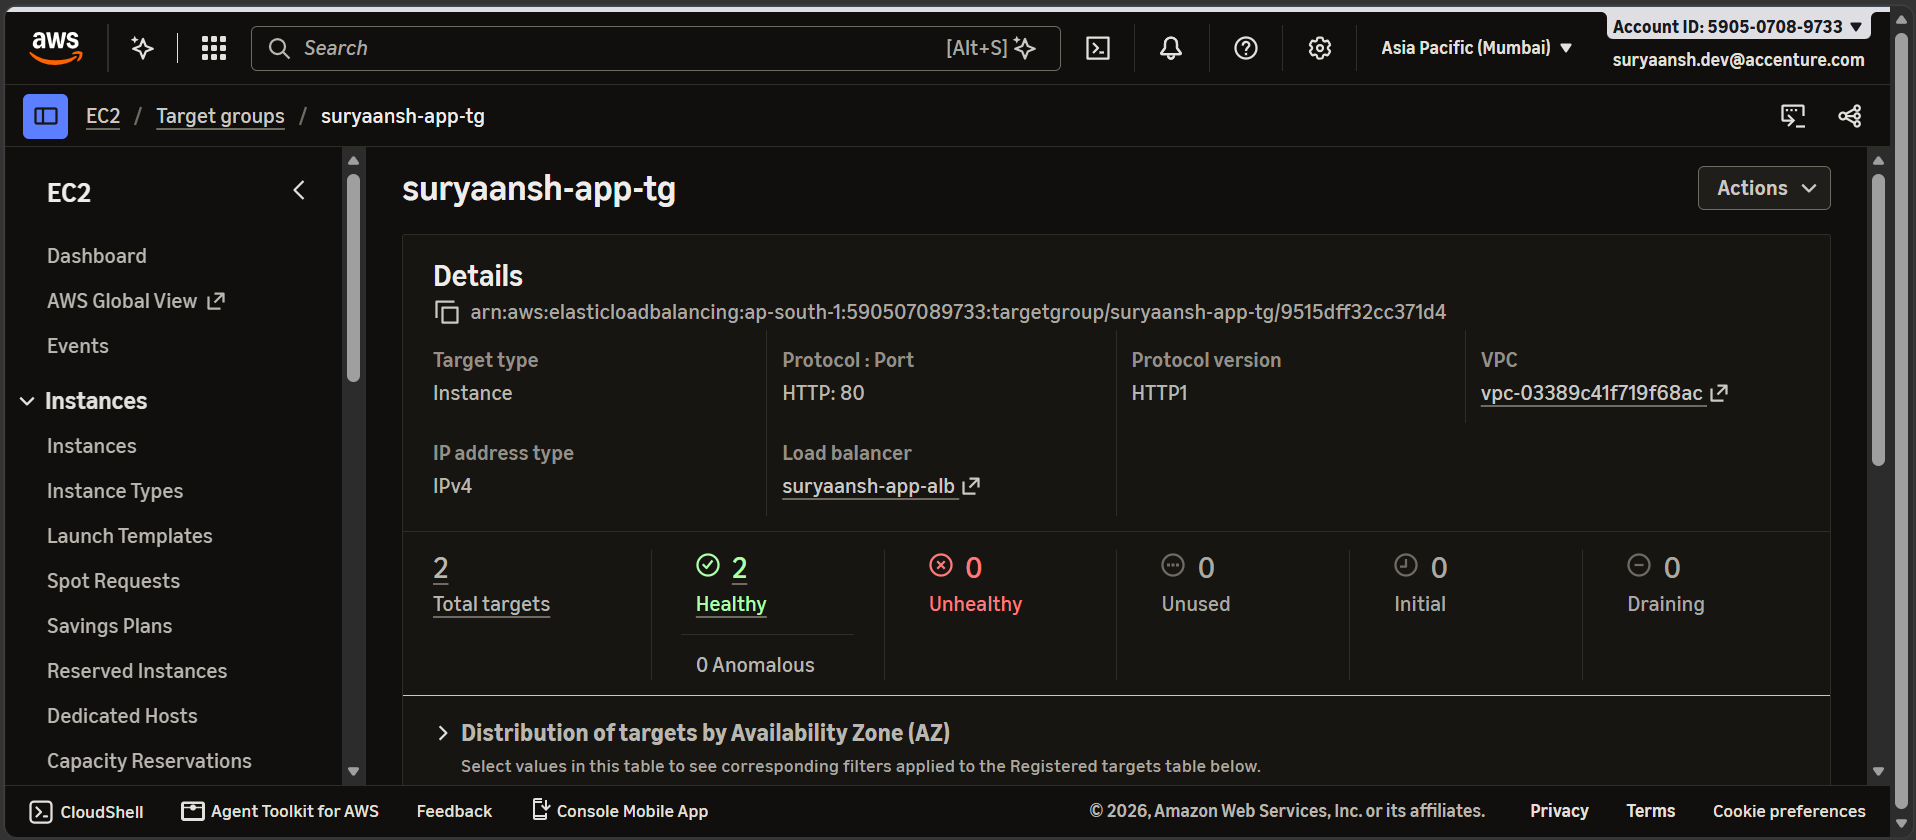 aws
Search
[Alt+S]
Asia Pacific (Mumbai)
Account ID: 5905-0708-9733
suryaansh.dev@accenture.com
EC2 / Target groups / suryaansh-app-tg
EC2
Dashboard
AWS Global View
Events
Instances
Instances
Instance Types
Launch Templates
Spot Requests
Savings Plans
Reserved Instances
Dedicated Hosts
Capacity Reservations
suryaansh-app-tg
Actions
Details
arn:aws:elasticloadbalancing:ap-south-1:590507089733:targetgroup/suryaansh-app-tg/9515dff32cc371d4
Target type
Instance
Protocol : Port
HTTP: 80
Protocol version
HTTP1
VPC
vpc-03389c41f719f68ac
IP address type
IPv4
Load balancer
suryaansh-app-alb
2
Total targets
2
Healthy
0 Anomalous
0
Unhealthy
0
Unused
0
Initial
0
Draining
Distribution of targets by Availability Zone (AZ)
Select values in this table to see corresponding filters applied to the Registered targets table below.
CloudShell
Agent Toolkit for AWS
Feedback
Console Mobile App
© 2026, Amazon Web Services, Inc. or its affiliates.
Privacy
Terms
Cookie preferences